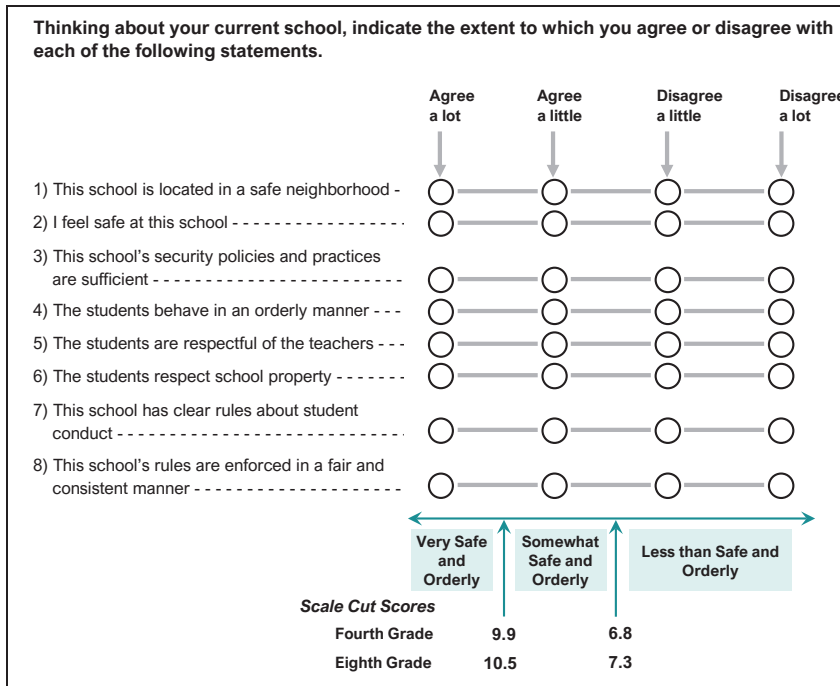 Thinking about your current school, indicate the extent to which you agree or disagree with
each of the following statements.
Agree a lot
Agree a little
Disagree a little
Disagree a lot
1) This school is located in a safe neighborhood -
2) I feel safe at this school - - - - - - - - - - - - - - - - - -
3) This school's security policies and practices
are sufficient - - - - - - - - - - - - - - - - - - - - - - - - - -
4) The students behave in an orderly manner - - -
5) The students are respectful of the teachers - - -
6) The students respect school property - - - - - - -
7) This school has clear rules about student
conduct - - - - - - - - - - - - - - - - - - - - - - - - - - - - - -
8) This school's rules are enforced in a fair and
consistent manner - - - - - - - - - - - - - - - - - - - - - -
Very Safe
and
Orderly
Somewhat
Safe and
Orderly
Less than Safe and
Orderly
Scale Cut Scores
Fourth Grade 9.9 6.8
Eighth Grade 10.5 7.3